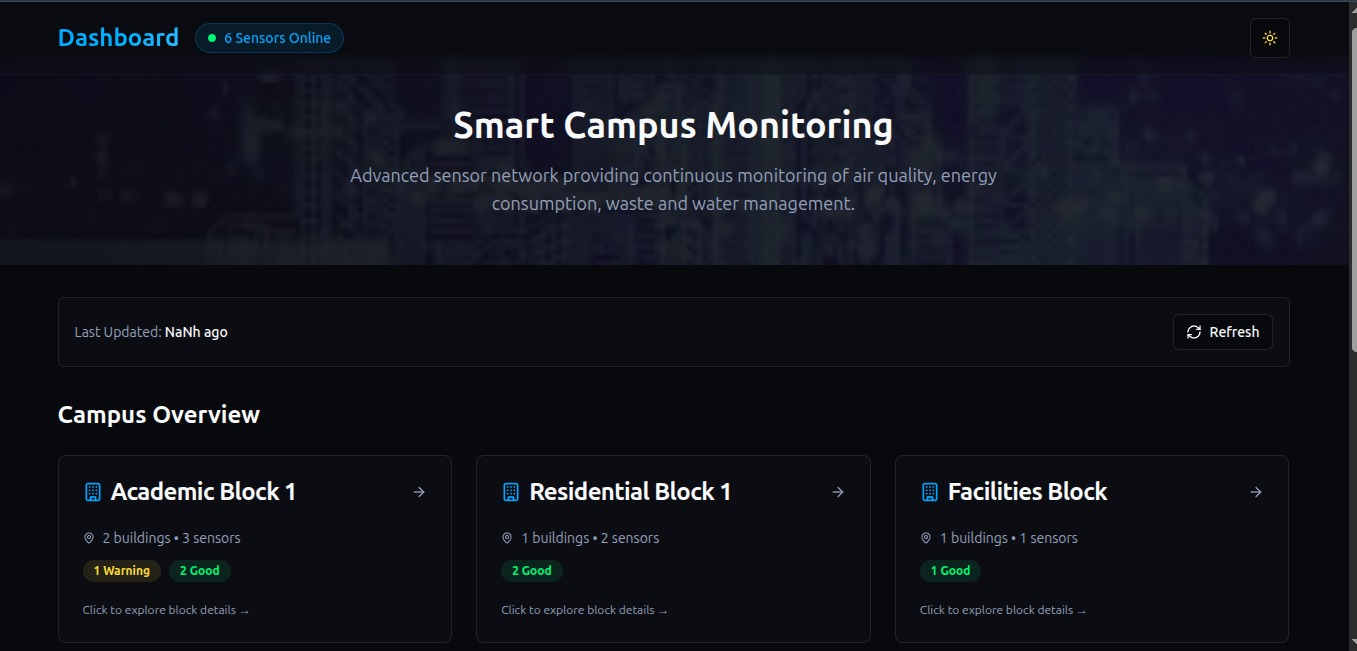 Dashboard 6 Sensors Online
Smart Campus Monitoring
Advanced sensor network providing continuous monitoring of air quality, energy
consumption, waste and water management.
Last Updated: NaNh ago
Refresh
Campus Overview
Academic Block 1
2 buildings • 3 sensors
1 Warning 2 Good
Click to explore block details →
Residential Block 1
1 buildings • 2 sensors
2 Good
Click to explore block details →
Facilities Block
1 buildings • 1 sensors
1 Good
Click to explore block details →